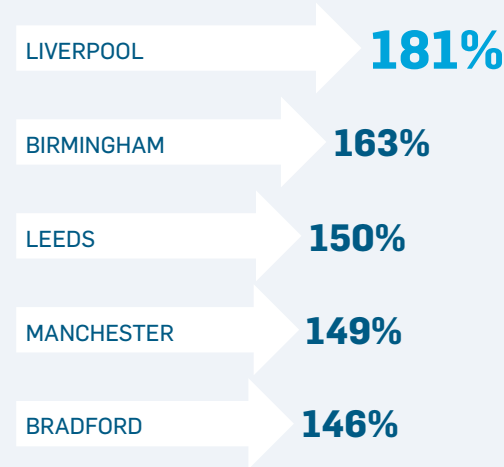 LIVERPOOL 181%
BIRMINGHAM 163%
LEEDS 150%
MANCHESTER 149%
BRADFORD 146%